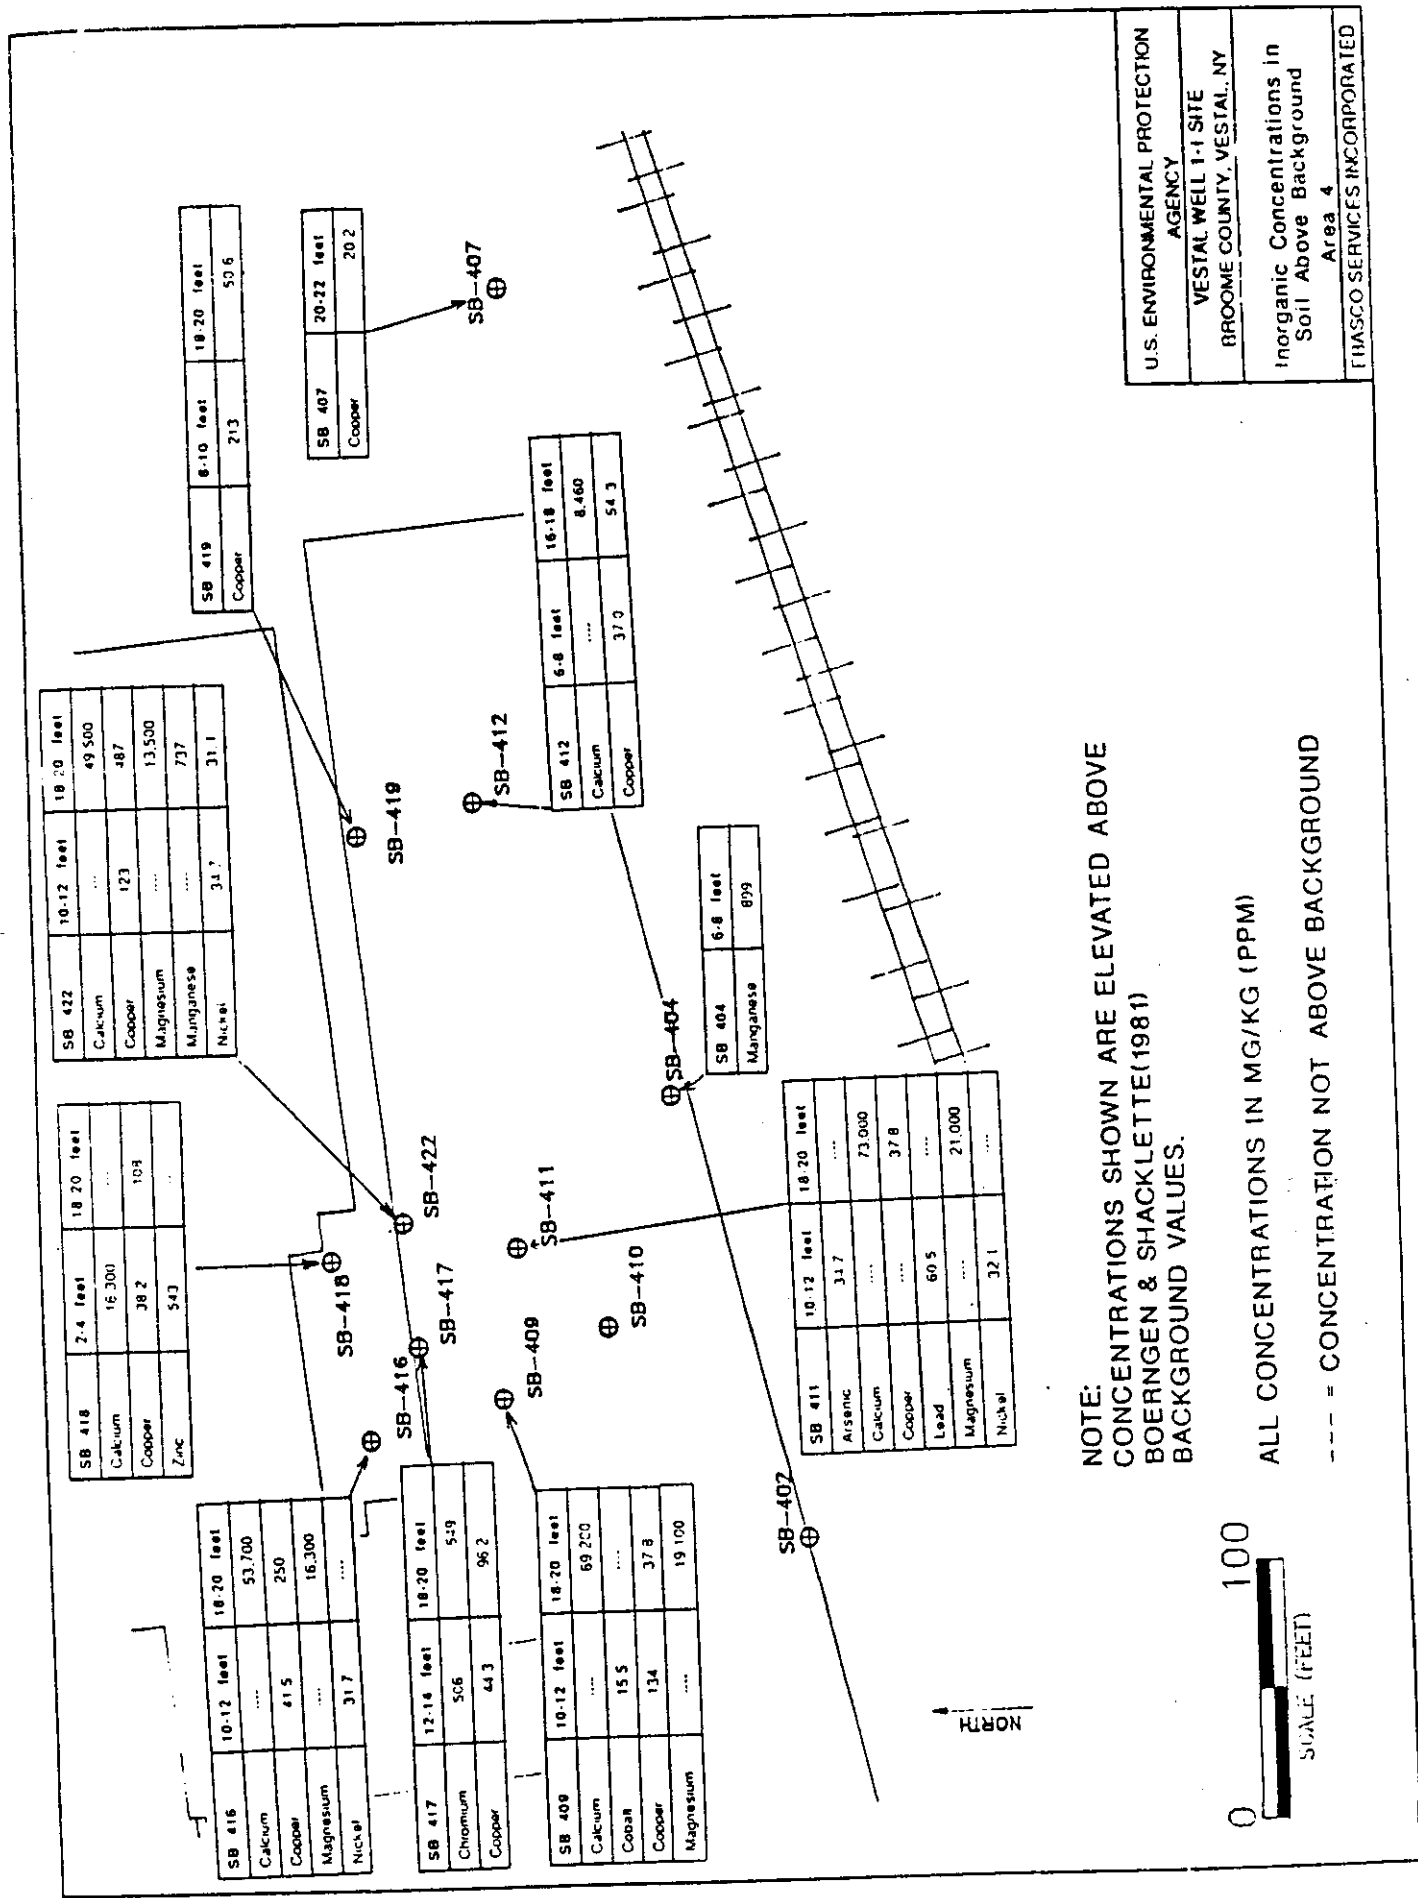 SB 416 10-12 feet 18-20 feet
Calcium .... 53,700
Copper 41.5 250
Magnesium .... 16,300
Nickel 31.7 ....
SB 418 2-4 feet 18 20 feet
Calcium 16,300 ...
Copper 38.2 108
Zinc 543 ...
SB 422 10-12 feet 18 20 feet
Calcium ... 49 500
Copper 123 487
Magnesium .... 13,500
Manganese .... 737
Nickel 34.7 31.1
SB 419 8-10 feet 18-20 feet
Copper 213 50.6
SB 407 20-22 feet
Copper 20.2
SB-407
SB 417 12-14 feet 18-20 feet
Chromium 506 549
Copper 44.3 96.2
SB-416
SB-418
SB-417
SB-422
SB-419
SB-412
SB 412 6-8 feet 16-18 feet
Calcium .... 8,460
Copper 37.0 54.3
SB 409 10-12 feet 18-20 feet
Calcium .... 69 200
Cobalt 15.5 ....
Copper 134 37.8
Magnesium .... 19 100
SB-409
SB-411
SB-410
SB-404
SB 404 6-8 feet
Manganese 899
SB-402
SB 411 10-12 feet 18-20 feet
Arsenic 34.7 ....
Calcium .... 73,000
Copper .... 37.8
Lead 60.5 ....
Magnesium .... 21,000
Nickel 32.1 ....
NORTH
NOTE:
CONCENTRATIONS SHOWN ARE ELEVATED ABOVE
BOERNGEN & SHACKLETTE(1981)
BACKGROUND VALUES.
ALL CONCENTRATIONS IN MG/KG (PPM)
--- = CONCENTRATION NOT ABOVE BACKGROUND
0 100
SCALE (FEET)
U.S. ENVIRONMENTAL PROTECTION
AGENCY
VESTAL WELL 1-1 SITE
BROOME COUNTY, VESTAL, NY
Inorganic Concentrations in
Soil Above Background
Area 4
EBASCO SERVICES INCORPORATED